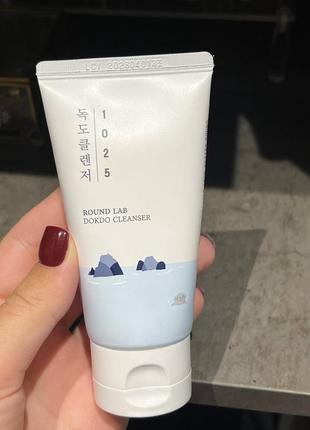 1025
독도클렌저
ROUND LAB
DOKDO CLEANSER